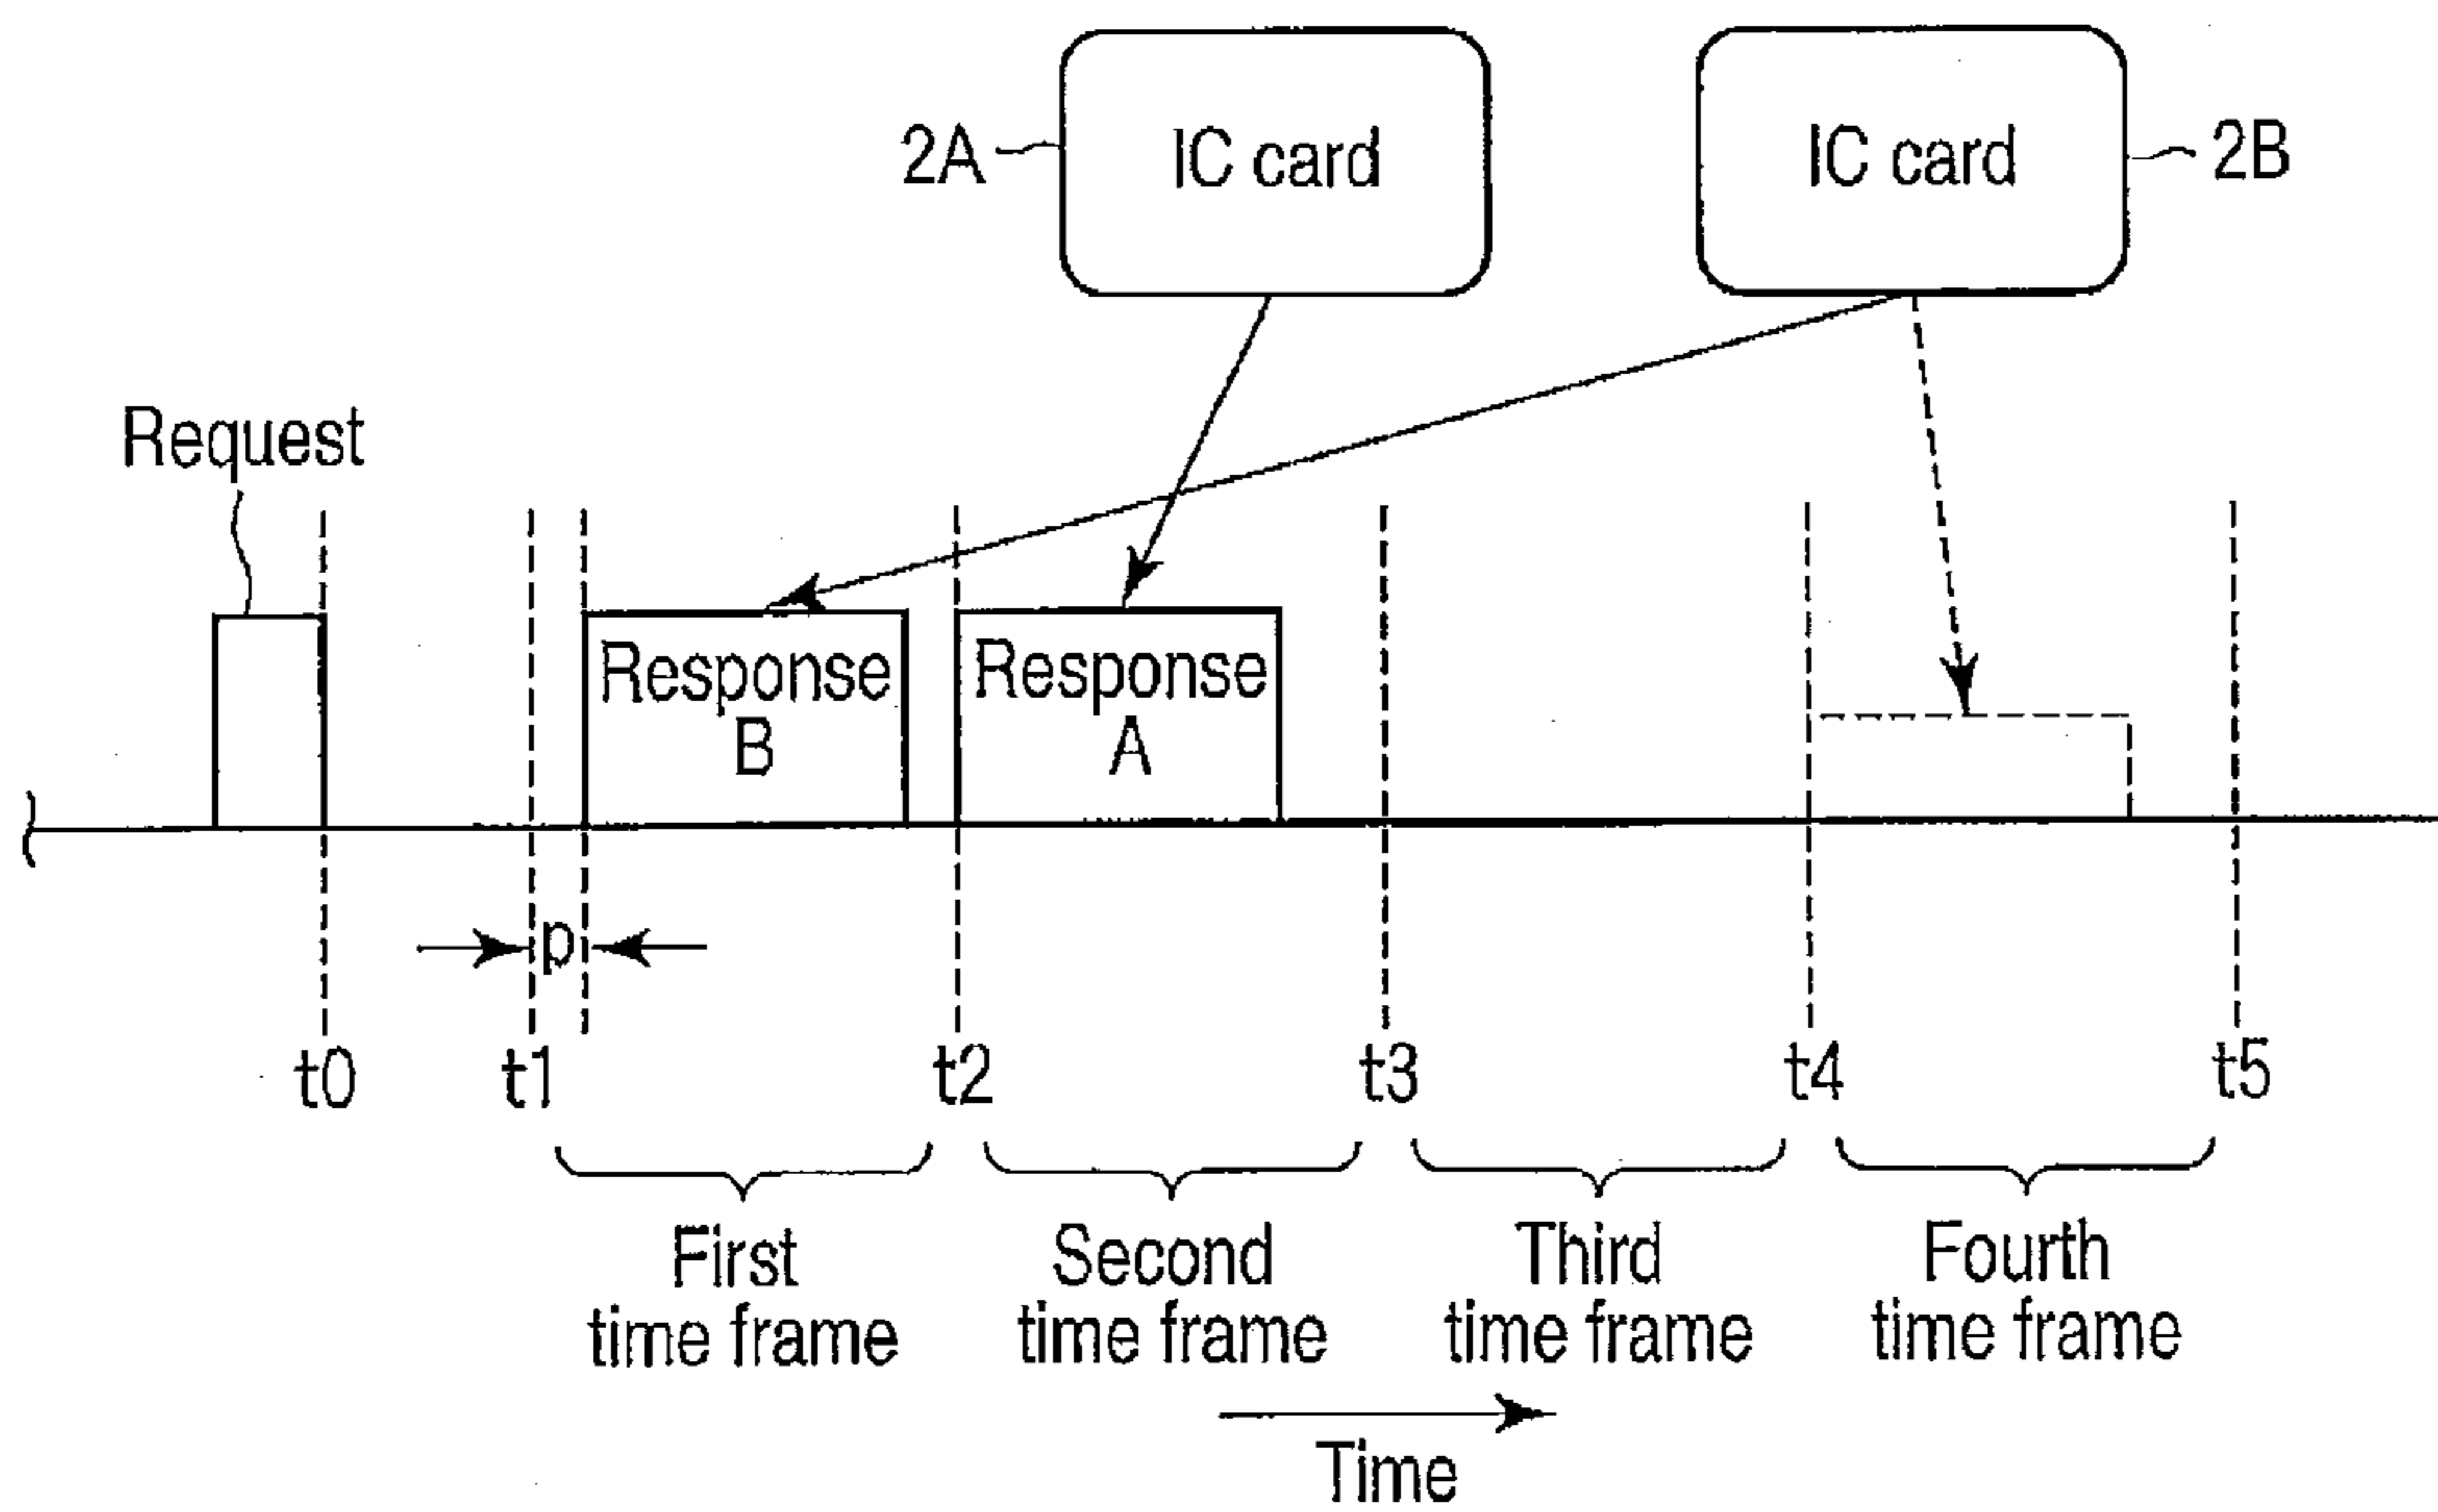 2A
IC card
IC card
2B
Request
Response
B
Response
A
p
t0
t1
t2
t3
t4
t5
First
time frame
Second
time frame
Third
time frame
Fourth
time frame
Time